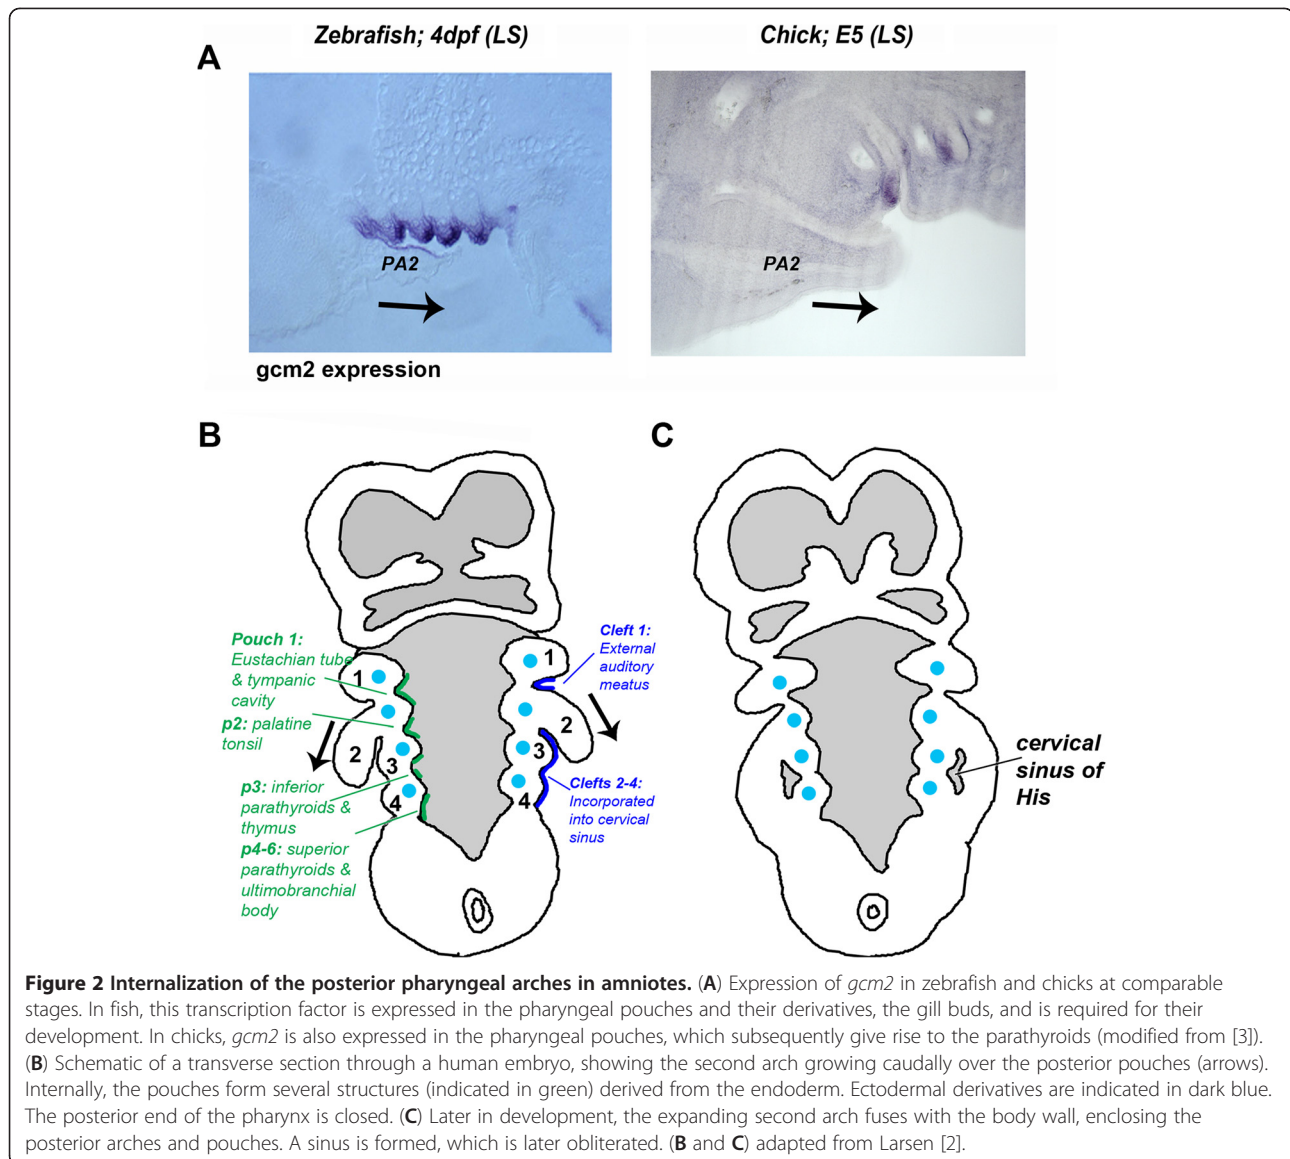 Zebrafish; 4dpf (LS)
Chick; E5 (LS)
A
PA2
PA2
gcm2 expression
B
C
Pouch 1:
Eustachian tube
& tympanic
cavity
p2: palatine
tonsil
p3: inferior
parathyroids &
thymus
p4-6: superior
parathyroids &
ultimobranchial
body
1
2
3
4
1
2
3
4
Cleft 1:
External
auditory
meatus
Clefts 2-4:
Incorporated
into cervical
sinus
cervical
sinus of
His
Figure 2 Internalization of the posterior pharyngeal arches in amniotes. (A) Expression of gcm2 in zebrafish and chicks at comparable
stages. In fish, this transcription factor is expressed in the pharyngeal pouches and their derivatives, the gill buds, and is required for their
development. In chicks, gcm2 is also expressed in the pharyngeal pouches, which subsequently give rise to the parathyroids (modified from [3]).
(B) Schematic of a transverse section through a human embryo, showing the second arch growing caudally over the posterior pouches (arrows).
Internally, the pouches form several structures (indicated in green) derived from the endoderm. Ectodermal derivatives are indicated in dark blue.
The posterior end of the pharynx is closed. (C) Later in development, the expanding second arch fuses with the body wall, enclosing the
posterior arches and pouches. A sinus is formed, which is later obliterated. (B and C) adapted from Larsen [2].